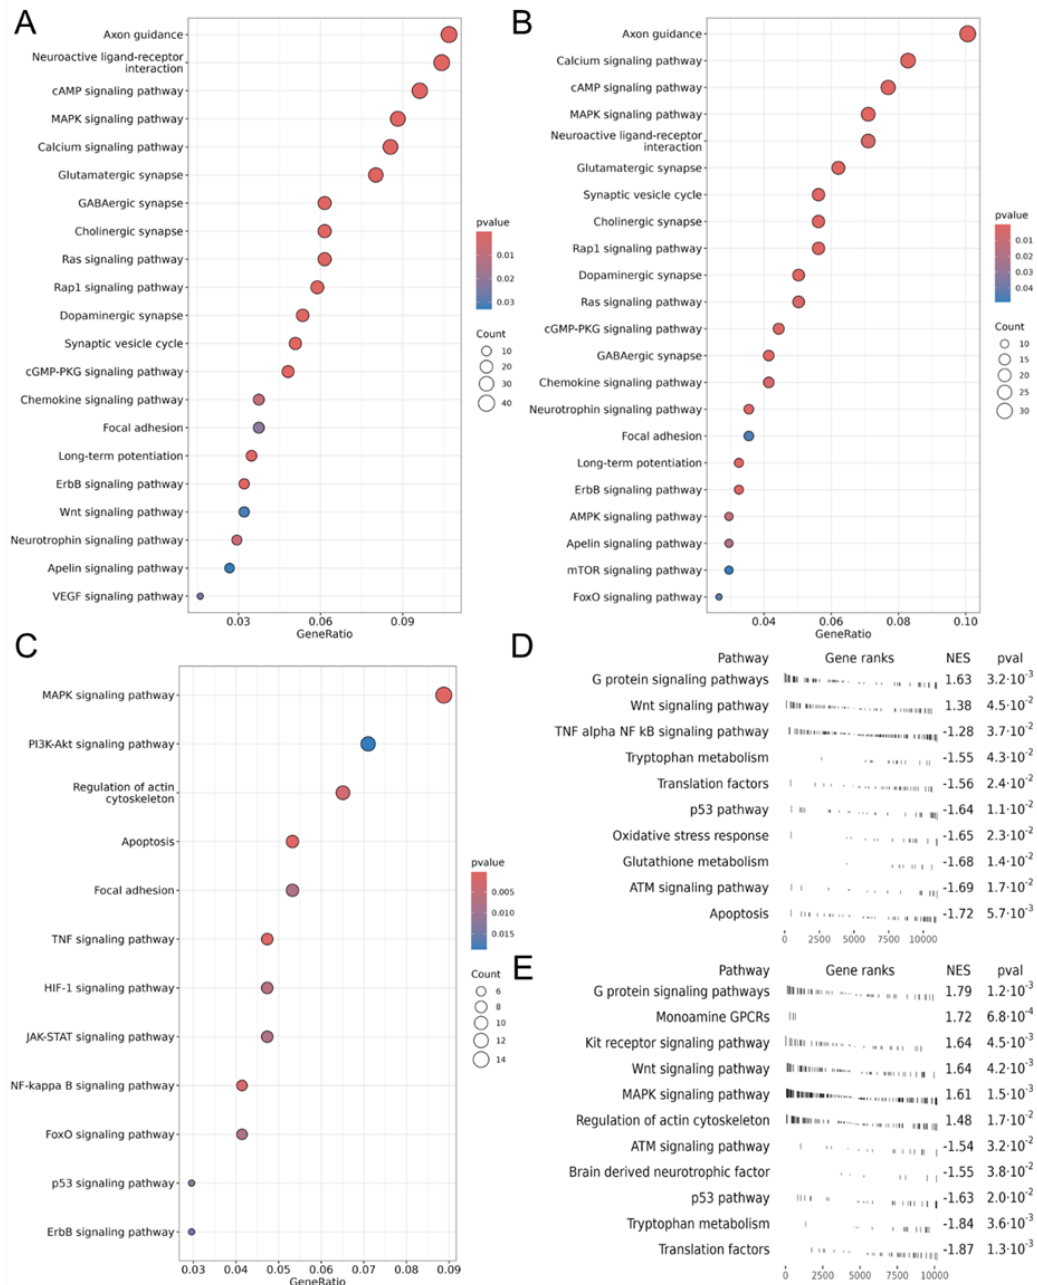 A
Axon guidance
Neuroactive ligand-receptor
interaction
cAMP signaling pathway
MAPK signaling pathway
Calcium signaling pathway
Glutamatergic synapse
GABAergic synapse
Cholinergic synapse
Ras signaling pathway
Rap1 signaling pathway
Dopaminergic synapse
Synaptic vesicle cycle
cGMP-PKG signaling pathway
Chemokine signaling pathway
Focal adhesion
Long-term potentiation
ErbB signaling pathway
Wnt signaling pathway
Neurotrophin signaling pathway
Apelin signaling pathway
VEGF signaling pathway
0.03 0.06 0.09
GeneRatio
pvalue
0.01
0.02
0.03
Count
10
20
30
40
B
Axon guidance
Calcium signaling pathway
cAMP signaling pathway
MAPK signaling pathway
Neuroactive ligand-receptor
interaction
Glutamatergic synapse
Synaptic vesicle cycle
Cholinergic synapse
Rap1 signaling pathway
Dopaminergic synapse
Ras signaling pathway
cGMP-PKG signaling pathway
GABAergic synapse
Chemokine signaling pathway
Neurotrophin signaling pathway
Focal adhesion
Long-term potentiation
ErbB signaling pathway
AMPK signaling pathway
Apelin signaling pathway
mTOR signaling pathway
FoxO signaling pathway
0.04 0.06 0.08 0.10
GeneRatio
pvalue
0.01
0.02
0.03
0.04
Count
10
15
20
25
30
C
MAPK signaling pathway
PI3K-Akt signaling pathway
Regulation of actin
cytoskeleton
Apoptosis
Focal adhesion
TNF signaling pathway
HIF-1 signaling pathway
JAK-STAT signaling pathway
NF-kappa B signaling pathway
FoxO signaling pathway
p53 signaling pathway
ErbB signaling pathway
0.03 0.04 0.05 0.06 0.07 0.08 0.09
GeneRatio
pvalue
0.005
0.010
0.015
Count
6
8
10
12
14
D
Pathway Gene ranks NES pval
G protein signaling pathways 1.63 3.2·10⁻³
Wnt signaling pathway 1.38 4.5·10⁻²
TNF alpha NF kB signaling pathway -1.28 3.7·10⁻²
Tryptophan metabolism -1.55 4.3·10⁻²
Translation factors -1.56 2.4·10⁻²
p53 pathway -1.64 1.1·10⁻²
Oxidative stress response -1.65 2.3·10⁻²
Glutathione metabolism -1.68 1.4·10⁻²
ATM signaling pathway -1.69 1.7·10⁻²
Apoptosis -1.72 5.7·10⁻³
0 2500 5000 7500 10000
E
Pathway Gene ranks NES pval
G protein signaling pathways 1.79 1.2·10⁻³
Monoamine GPCRs 1.72 6.8·10⁻⁴
Kit receptor signaling pathway 1.64 4.5·10⁻³
Wnt signaling pathway 1.64 4.2·10⁻³
MAPK signaling pathway 1.61 1.5·10⁻³
Regulation of actin cytoskeleton 1.48 1.7·10⁻²
ATM signaling pathway -1.54 3.2·10⁻²
Brain derived neurotrophic factor -1.55 3.8·10⁻²
p53 pathway -1.63 2.0·10⁻²
Tryptophan metabolism -1.84 3.6·10⁻³
Translation factors -1.87 1.3·10⁻³
0 2500 5000 7500 10000